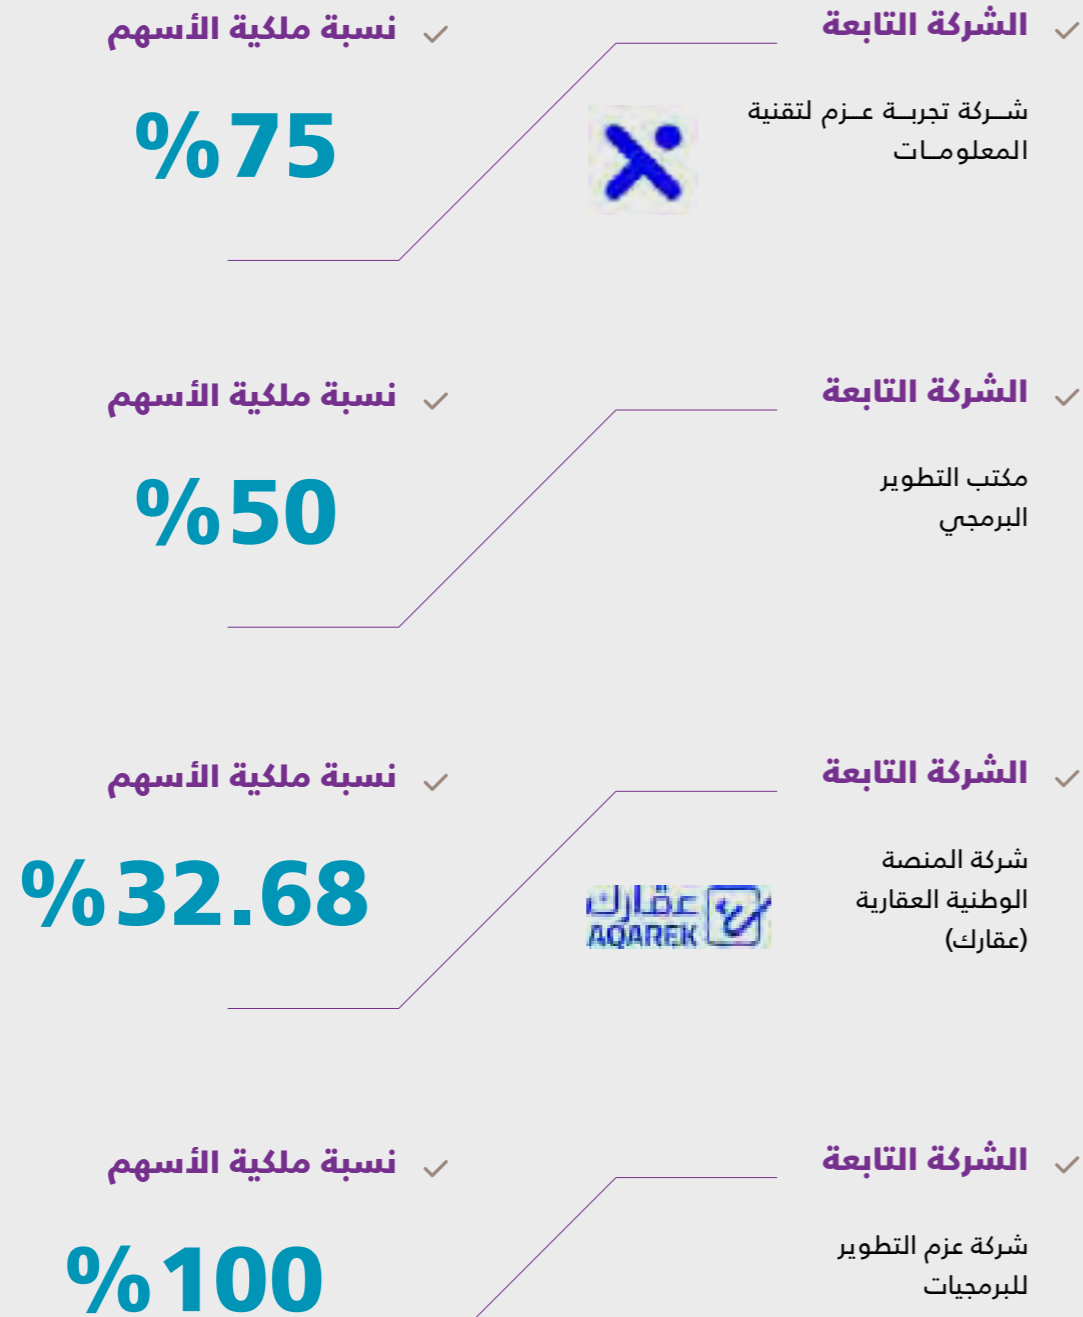 الشركة التابعة
نسبة ملكية الأسهم
شـركة تجربـة عـزم لتقنية
المعلومـات
%75
الشركة التابعة
نسبة ملكية الأسهم
مكتب التطوير
البرمجي
%50
الشركة التابعة
نسبة ملكية الأسهم
شركة المنصة
الوطنية العقارية
(عقارك)
عقارك
AQAREK
%32.68
الشركة التابعة
نسبة ملكية الأسهم
شركة عزم التطوير
للبرمجيات
%100